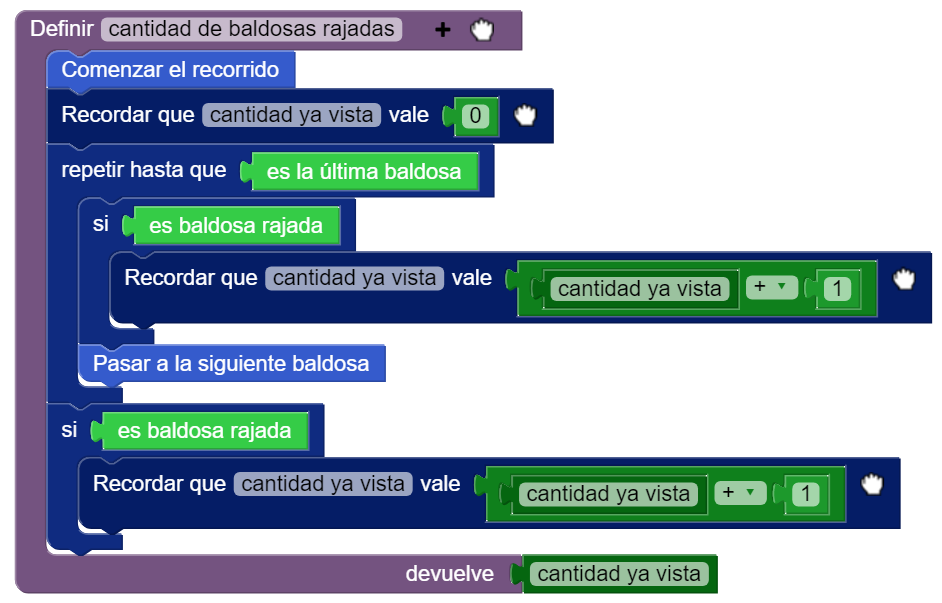 Definir cantidad de baldosas rajadas +
Comenzar el recorrido
Recordar que cantidad ya vista vale 0
repetir hasta que es la última baldosa
si es baldosa rajada
Recordar que cantidad ya vista vale cantidad ya vista + ▼ 1
Pasar a la siguiente baldosa
si es baldosa rajada
Recordar que cantidad ya vista vale cantidad ya vista + ▼ 1
devuelve cantidad ya vista